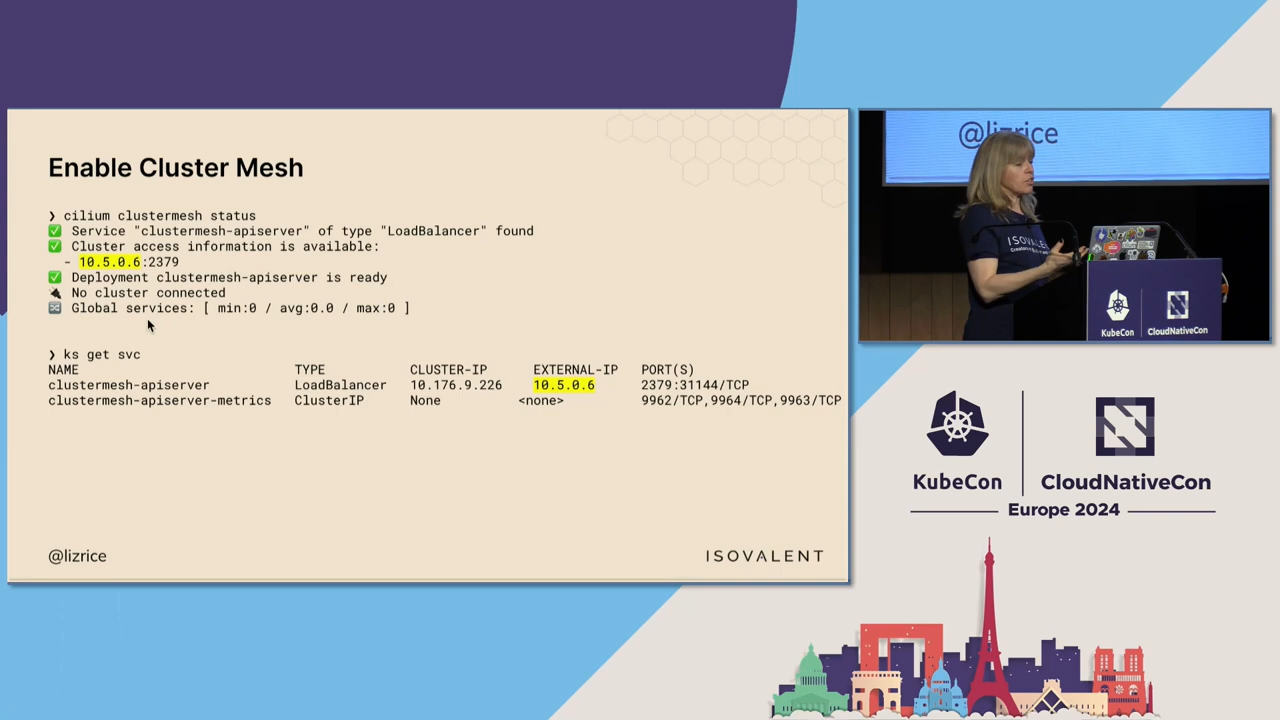 Enable Cluster Mesh
❯ cilium clustermesh status
✅ Service "clustermesh-apiserver" of type "LoadBalancer" found
✅ Cluster access information is available:
- 10.5.0.6:2379
✅ Deployment clustermesh-apiserver is ready
🔌 No cluster connected
🔀 Global services: [ min:0 / avg:0.0 / max:0 ]
❯ ks get svc
NAME TYPE CLUSTER-IP EXTERNAL-IP PORT(S)
clustermesh-apiserver LoadBalancer 10.176.9.226 10.5.0.6 2379:31144/TCP
clustermesh-apiserver-metrics ClusterIP None <none> 9962/TCP,9964/TCP,9963/TCP
@lizrice
ISOVALENT
@lizrice
ISOVALENT
KubeCon CloudNativeCon
KubeCon CloudNativeCon
Europe 2024